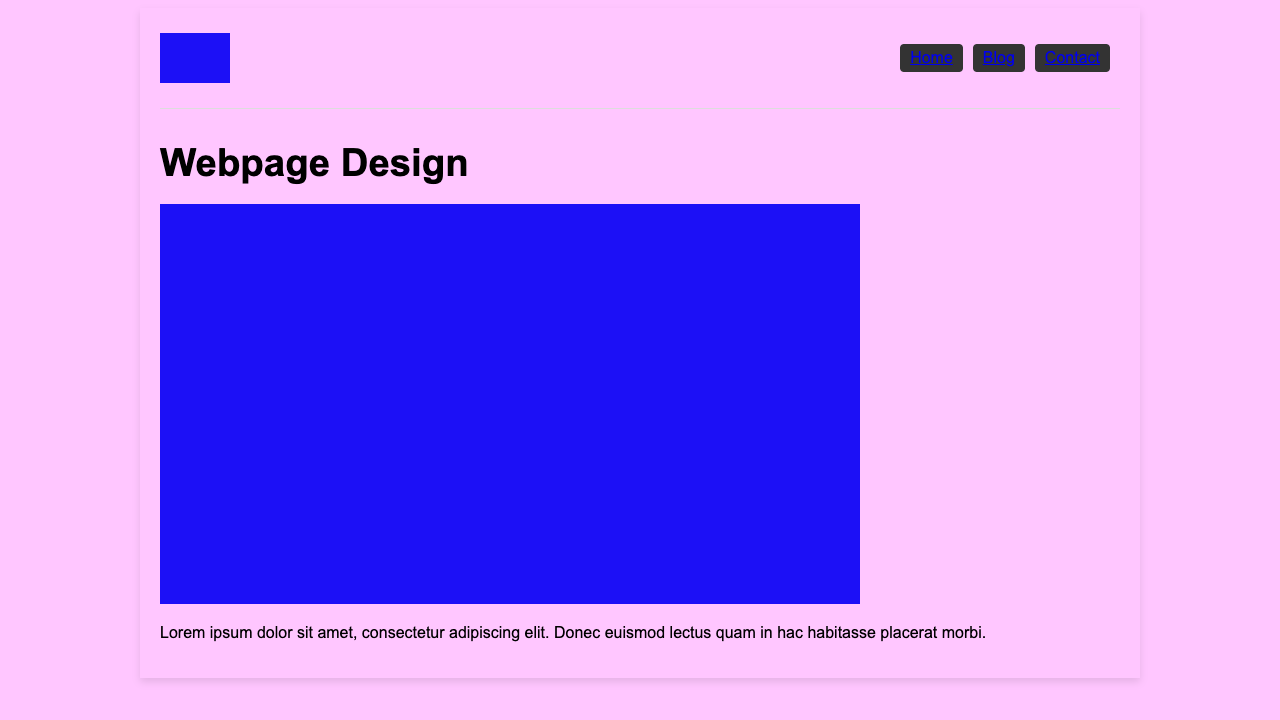 Home Blog Contact
Webpage Design
Lorem ipsum dolor sit amet, consectetur adipiscing elit. Donec euismod lectus quam in hac habitasse placerat morbi.